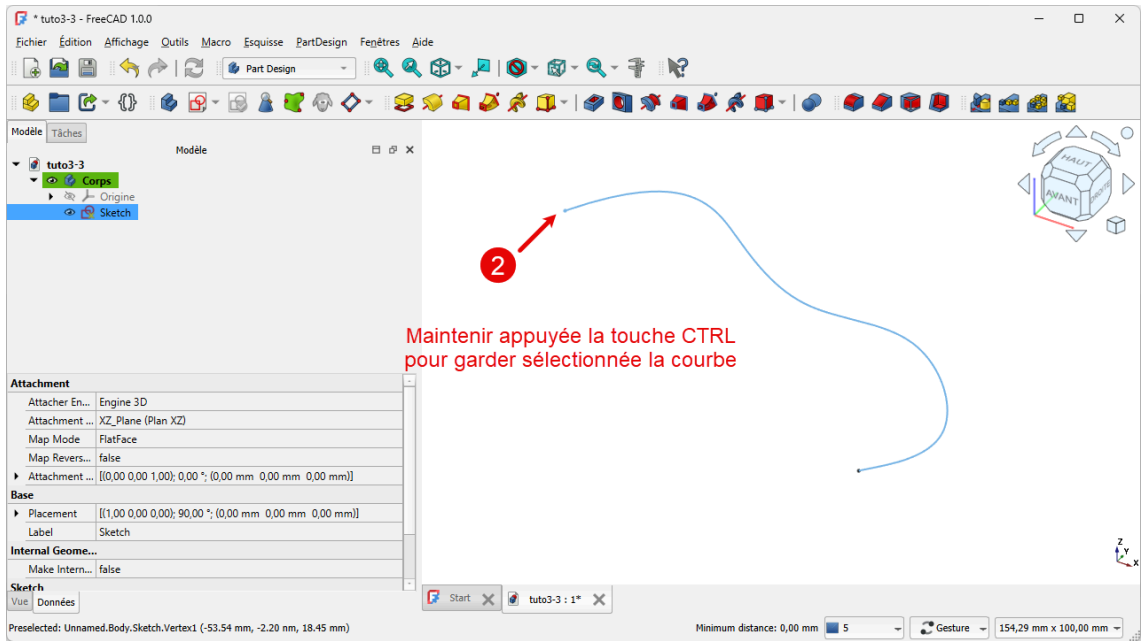 * tuto3-3 - FreeCAD 1.0.0
Fichier Édition Affichage Outils Macro Esquisse PartDesign Fenêtres Aide
Part Design
Modèle Tâches
Modèle
tuto3-3
Corps
Origine
Sketch
HAUT
AVANT
DROITE
2
Maintenir appuyée la touche CTRL
pour garder sélectionnée la courbe
Attachment
Attacher En... Engine 3D
Attachment ... XZ_Plane (Plan XZ)
Map Mode FlatFace
Map Revers... false
Attachment ... [(0,00 0,00 1,00); 0,00 °; (0,00 mm 0,00 mm 0,00 mm)]
Base
Placement [(1,00 0,00 0,00); 90,00 °; (0,00 mm 0,00 mm 0,00 mm)]
Label Sketch
Internal Geome...
Make Intern... false
Sketch
Z
Y
X
Vue Données
Start tuto3-3 : 1*
Preselected: Unnamed.Body.Sketch.Vertex1 (-53.54 mm, -2.20 nm, 18.45 mm) Minimum distance: 0,00 mm 5 Gesture 154,29 mm x 100,00 mm